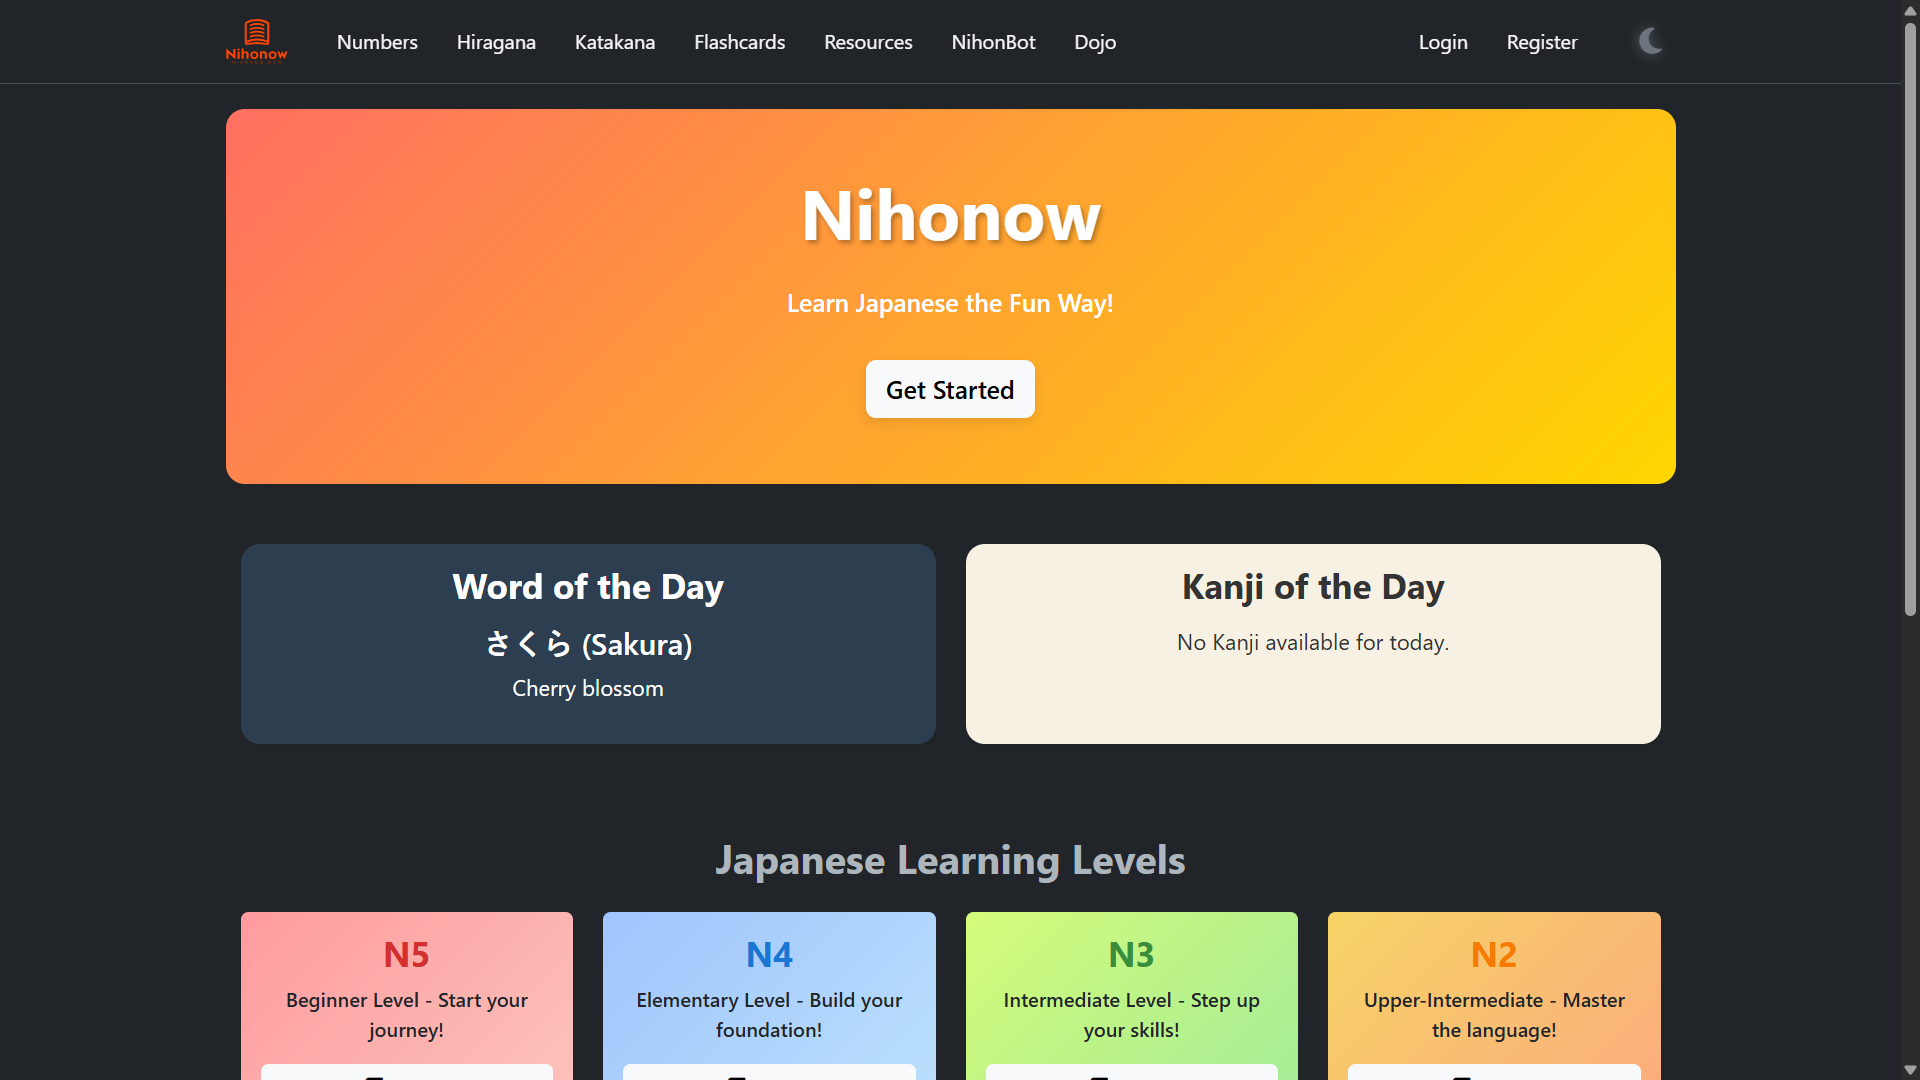 Nihonow
Numbers
Hiragana
Katakana
Flashcards
Resources
NihonBot
Dojo
Login
Register
Nihonow
Learn Japanese the Fun Way!
Get Started
Word of the Day
さくら (Sakura)
Cherry blossom
Kanji of the Day
No Kanji available for today.
Japanese Learning Levels
N5
Beginner Level - Start your
journey!
N4
Elementary Level - Build your
foundation!
N3
Intermediate Level - Step up
your skills!
N2
Upper-Intermediate - Master
the language!